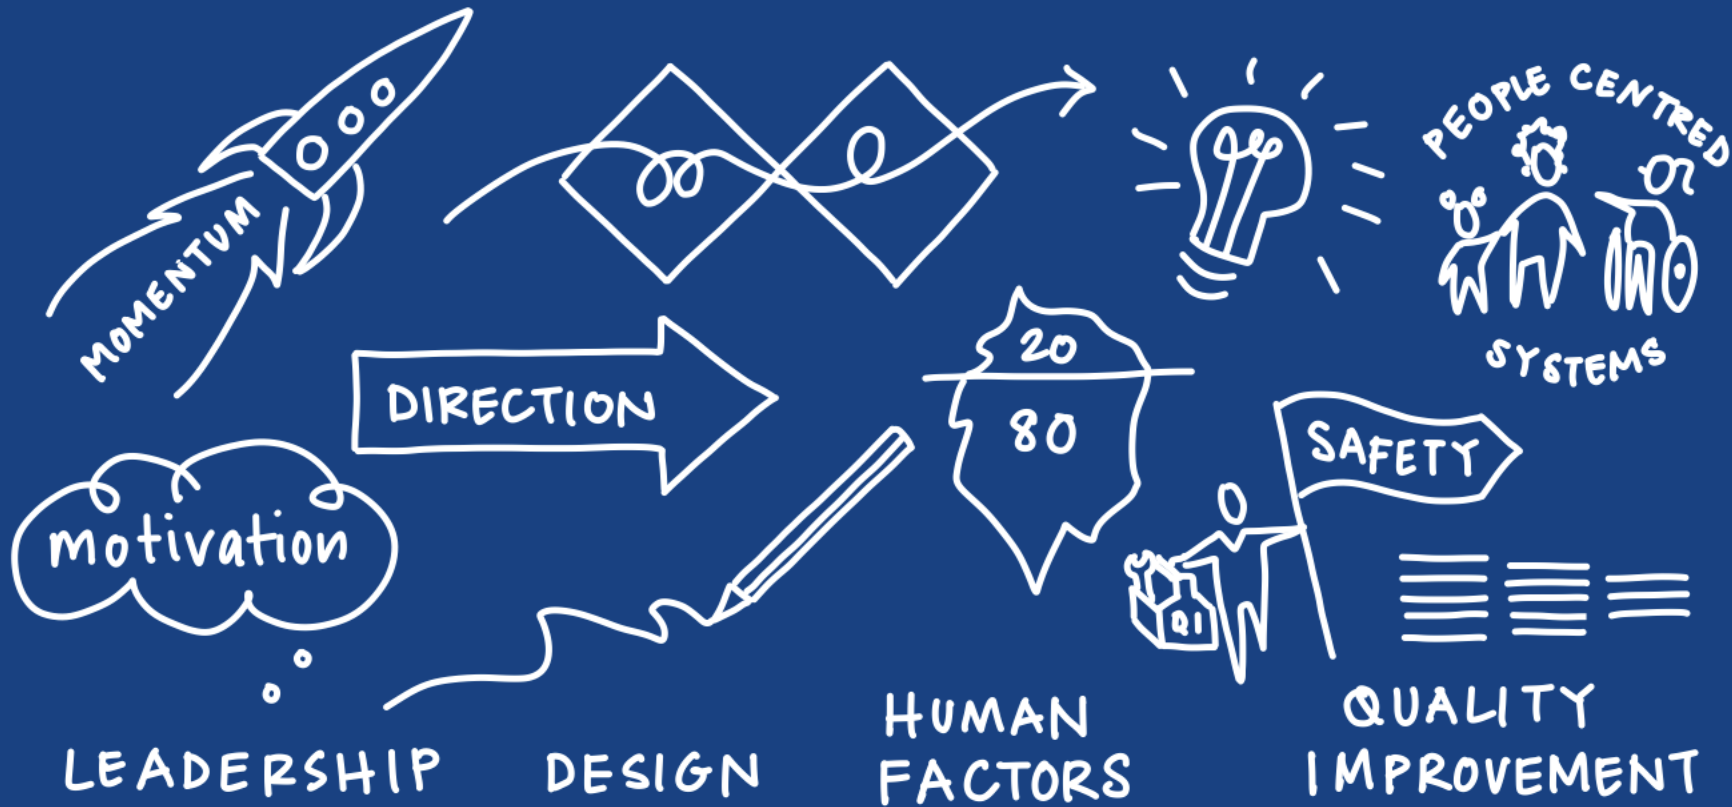 MOMENTUM
PEOPLE CENTRED
SYSTEMS
20
80
DIRECTION
SAFETY
motivation
QI
LEADERSHIP
DESIGN
HUMAN
FACTORS
QUALITY
IMPROVEMENT